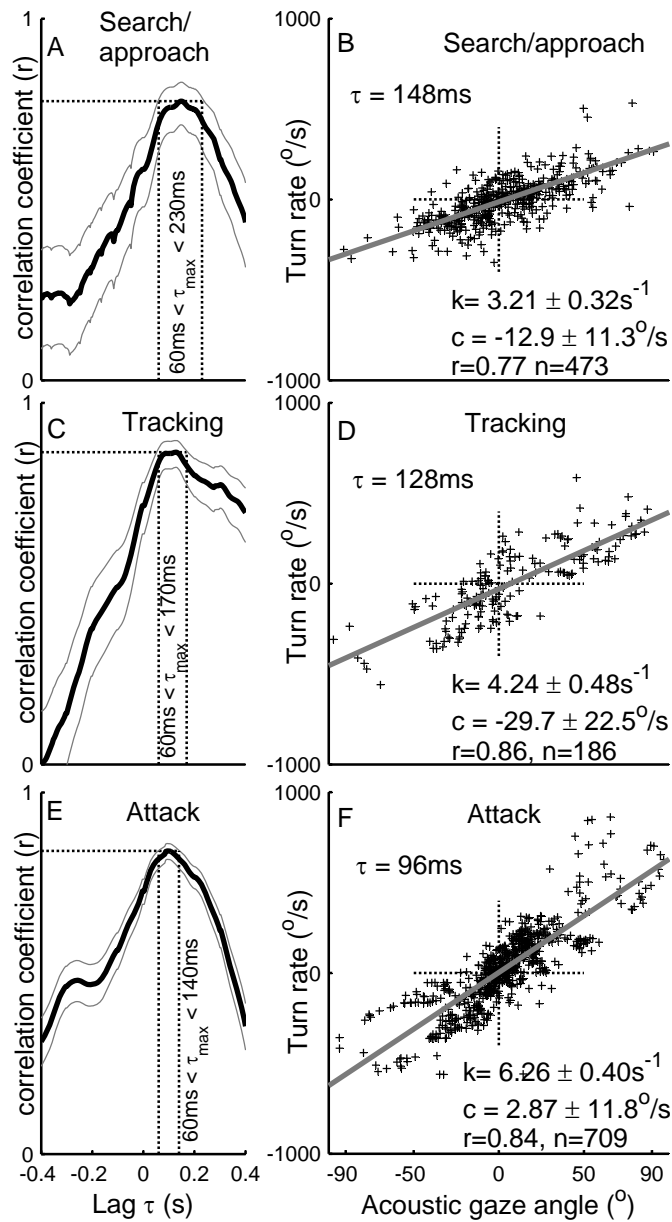 A
Search/
approach
1
correlation coefficient (r)
0
60ms < τmax < 230ms
B
Search/approach
1000
τ = 148ms
Turn rate (o/s)
0
k= 3.21 ± 0.32s-1
c = -12.9 ± 11.3o/s
r=0.77 n=473
-1000
C
Tracking
1
correlation coefficient (r)
0
60ms < τmax < 170ms
D
Tracking
1000
τ = 128ms
Turn rate (o/s)
0
k= 4.24 ± 0.48s-1
c = -29.7 ± 22.5o/s
r=0.86, n=186
-1000
E
Attack
1
correlation coefficient (r)
0
60ms < τmax < 140ms
-0.4 -0.2 0 0.2 0.4
Lag τ (s)
F
Attack
1000
τ = 96ms
Turn rate (o/s)
0
k= 6.26 ± 0.40s-1
c = 2.87 ± 11.8o/s
r=0.84, n=709
-1000
-90 -50 0 50 90
Acoustic gaze angle (o)